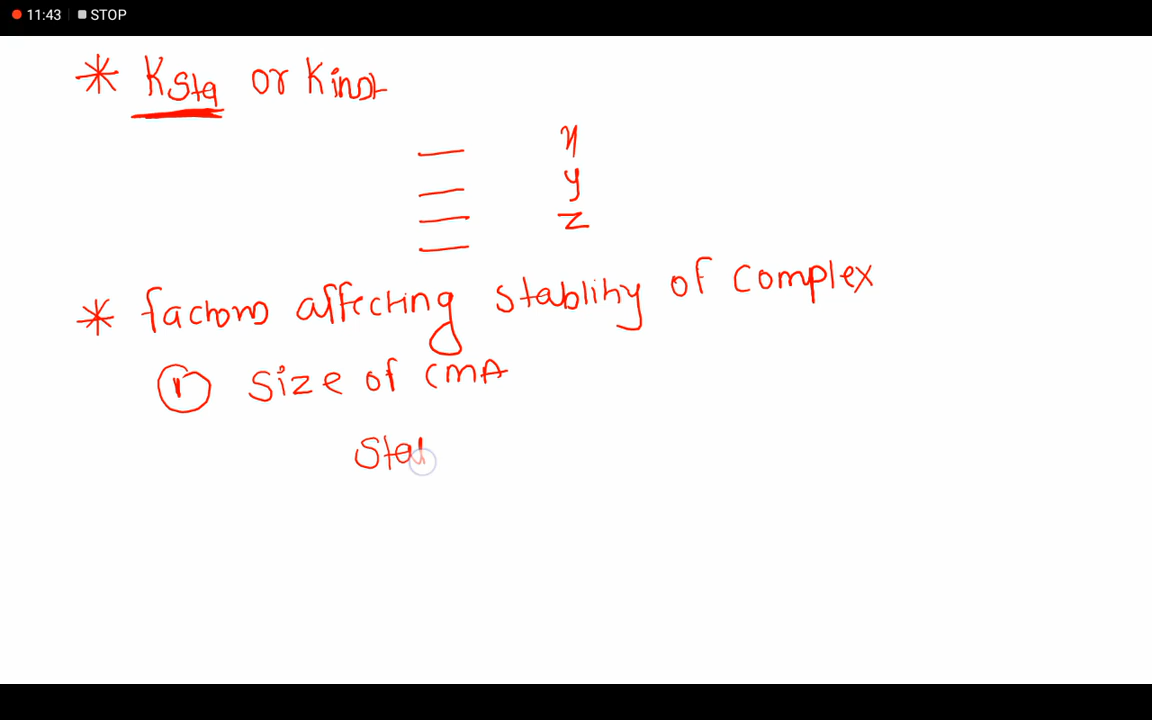 11:43 STOP
* Ksta or Kinst
x
y
z
* factors affecting stablity of complex
① size of CMA
Sta